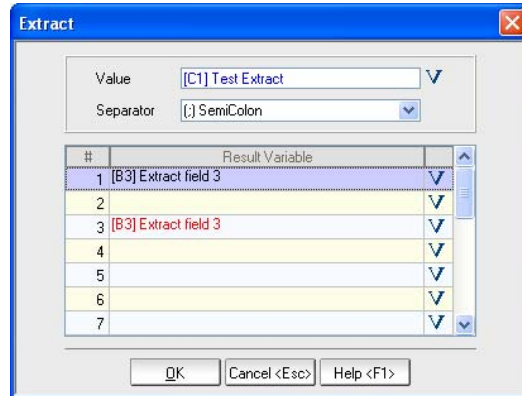 Extract
Value [C1] Test Extract V
Separator (;) SemiColon
# Result Variable
1 [B3] Extract field 3 V
2 V
3 [B3] Extract field 3 V
4 V
5 V
6 V
7 V
OK Cancel <Esc> Help <F1>